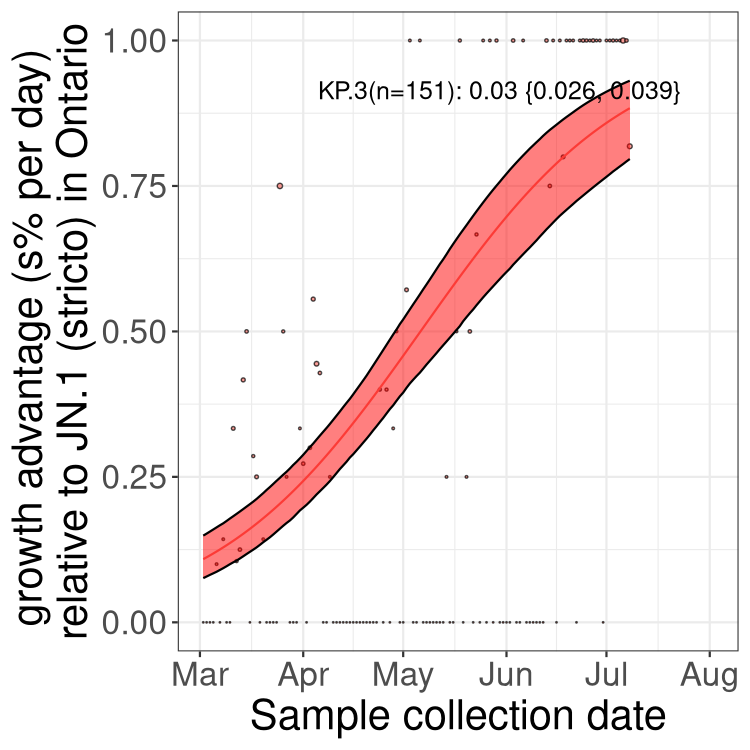 growth advantage (s% per day)
relative to JN.1 (stricto) in Ontario
1.00
0.75
0.50
0.25
0.00
KP.3(n=151): 0.03 {0.026, 0.039}
Mar Apr May Jun Jul Aug
Sample collection date